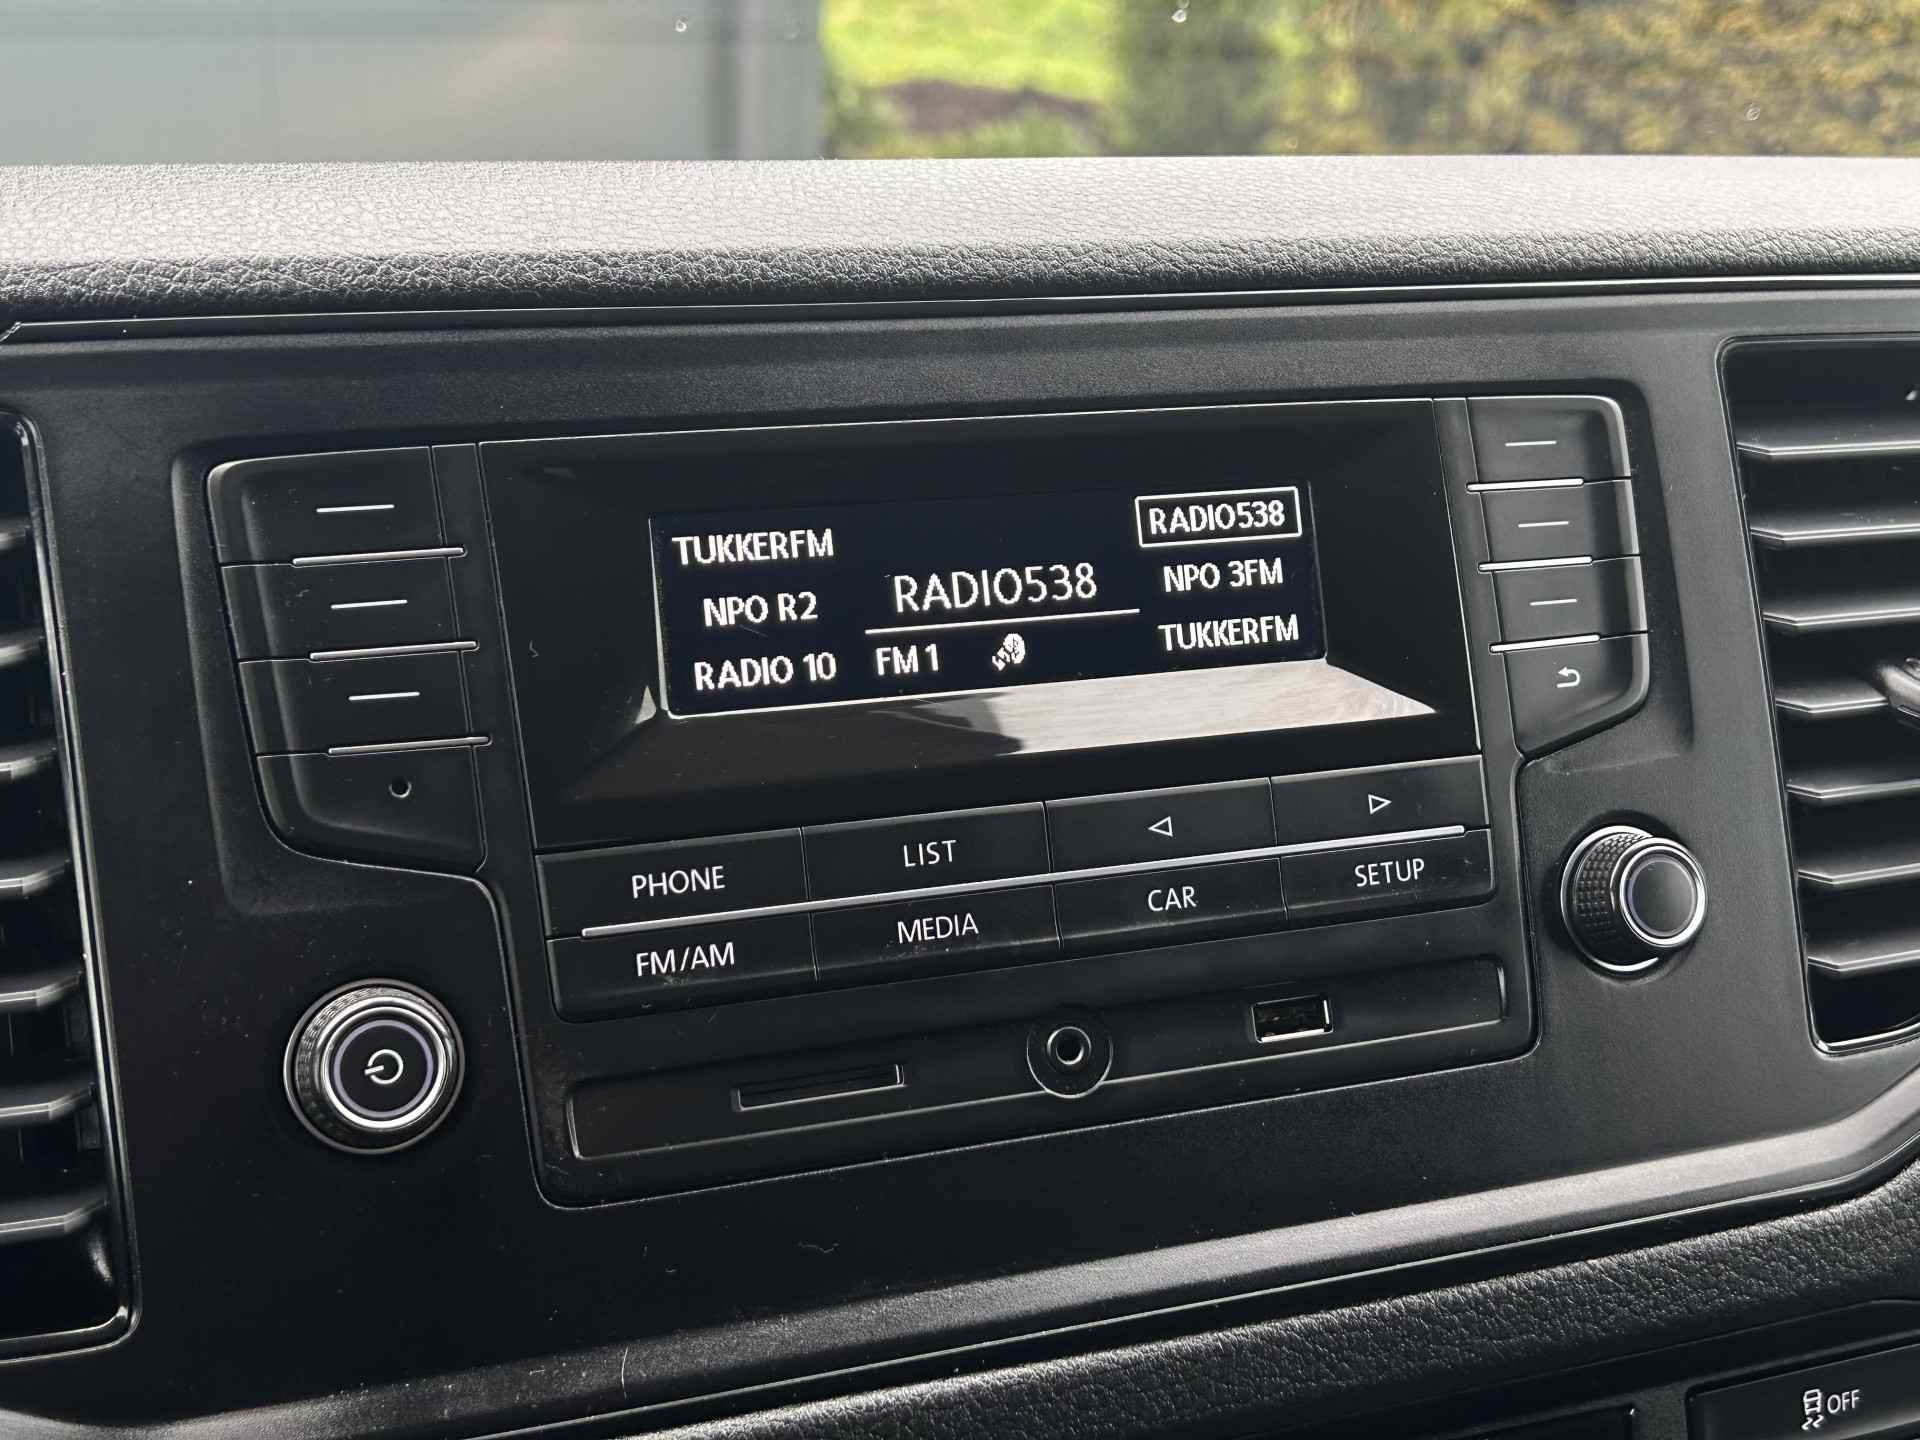 TUKKERFM
NPO R2
RADIO 10
RADIO538
FM 1
RADIO538
NPO 3FM
TUKKERFM
PHONE
LIST
FM/AM
MEDIA
CAR
SETUP
OFF